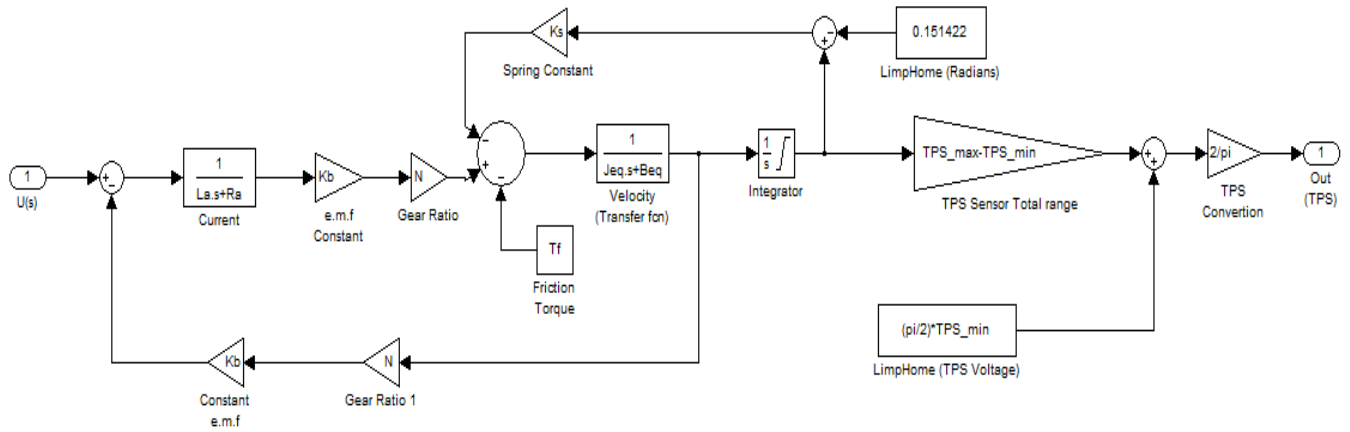 Ks
Spring Constant
0.151422
LimpHome (Radians)
1
U(s)
1
La.s+Ra
Current
Kb
e.m.f
Constant
N
Gear Ratio
Tf
Friction
Torque
1
Jeq.s+Beq
Velocity
(Transfer fcn)
1
s
Integrator
TPS_max-TPS_min
TPS Sensor Total range
2/pi
TPS
Convertion
1
Out
(TPS)
(pi/2)*TPS_min
LimpHome (TPS Voltage)
Kb
Constant
e.m.f
N
Gear Ratio 1